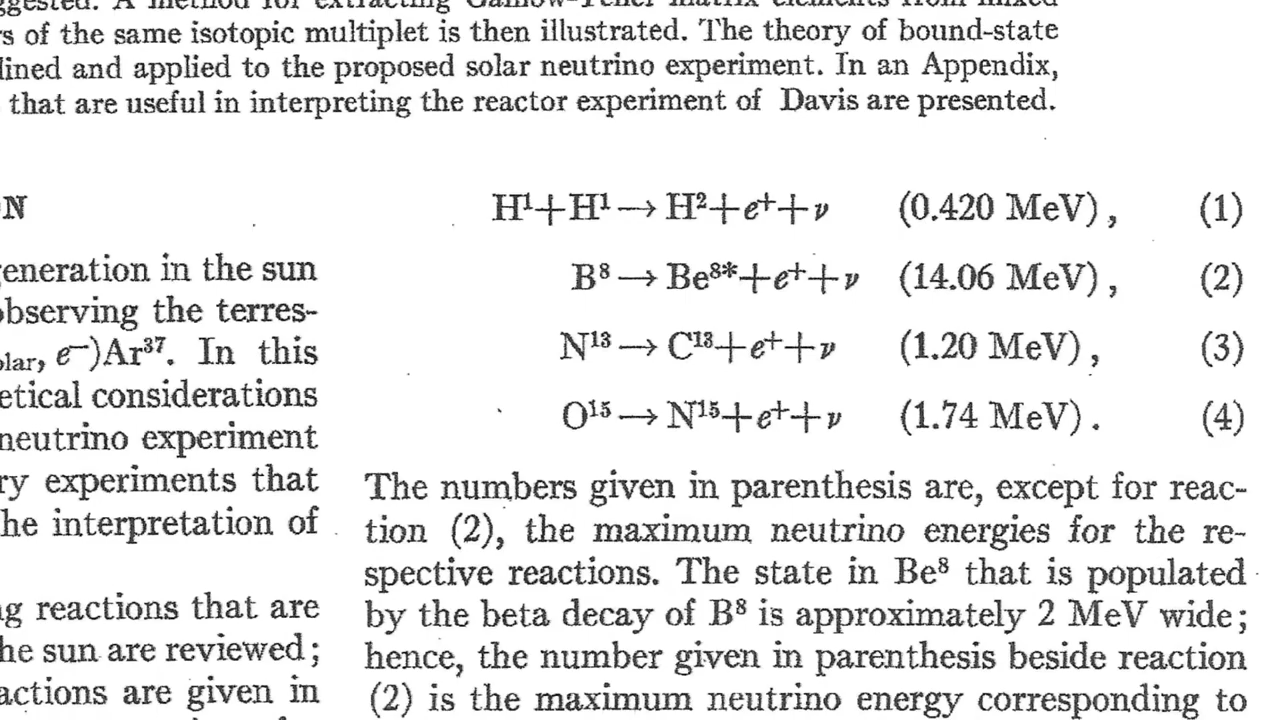 A method for extracting Gamow-Teller matrix elements from mixed
s of the same isotopic multiplet is then illustrated. The theory of bound-state
lined and applied to the proposed solar neutrino experiment. In an Appendix,
that are useful in interpreting the reactor experiment of Davis are presented.
ON
eneration in the sun
bserving the terres-
olar, e⁻)Ar³⁷. In this
etical considerations
neutrino experiment
ry experiments that
he interpretation of
ng reactions that are
he sun are reviewed;
actions are given in
H¹+H¹→H²+e⁺+ν (0.420 MeV), (1)
B⁸→Be⁸*+e⁺+ν (14.06 MeV), (2)
N¹³→C¹³+e⁺+ν (1.20 MeV), (3)
O¹⁵→N¹⁵+e⁺+ν (1.74 MeV). (4)
The numbers given in parenthesis are, except for reac-
tion (2), the maximum neutrino energies for the re-
spective reactions. The state in Be⁸ that is populated
by the beta decay of B⁸ is approximately 2 MeV wide;
hence, the number given in parenthesis beside reaction
(2) is the maximum neutrino energy corresponding to